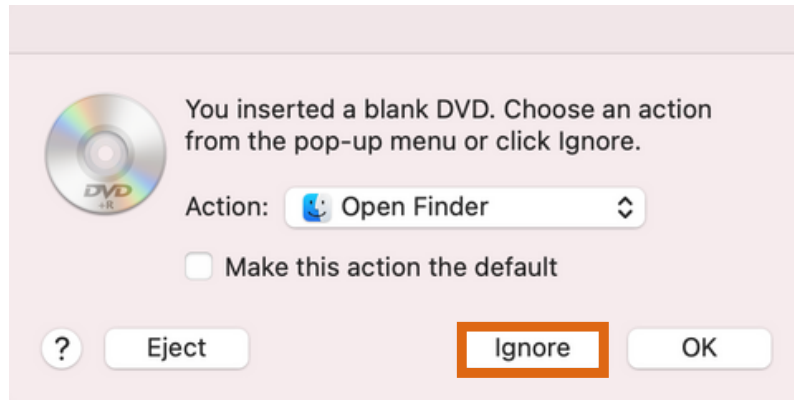 You inserted a blank DVD. Choose an action
from the pop-up menu or click Ignore.
DVD
+R
Action: Open Finder
Make this action the default
? Eject Ignore OK